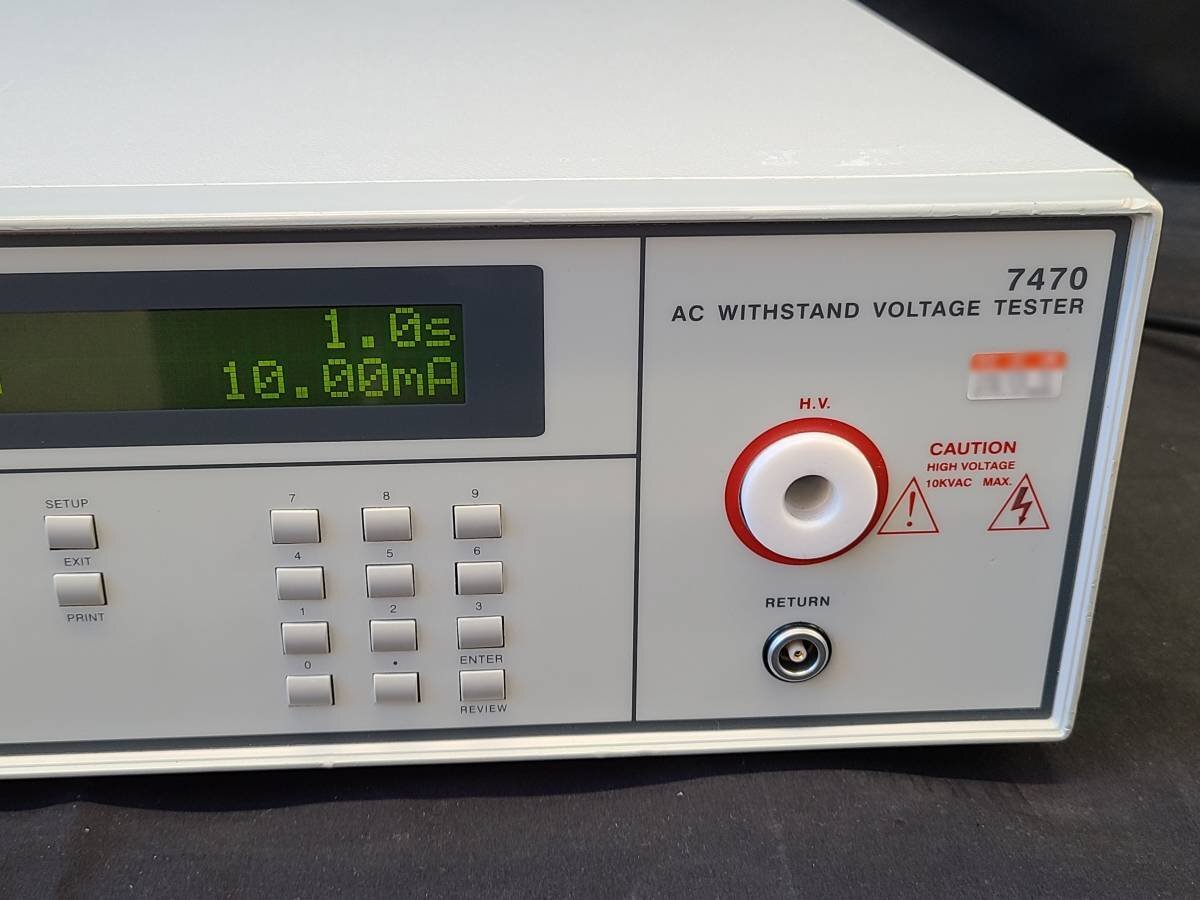 7470
AC WITHSTAND VOLTAGE TESTER
1.0s
10.00mA
H.V.
CAUTION
HIGH VOLTAGE
10KVAC MAX.
SETUP
EXIT
PRINT
7 8 9
4 5 6
1 2 3
0 • ENTER
REVIEW
RETURN